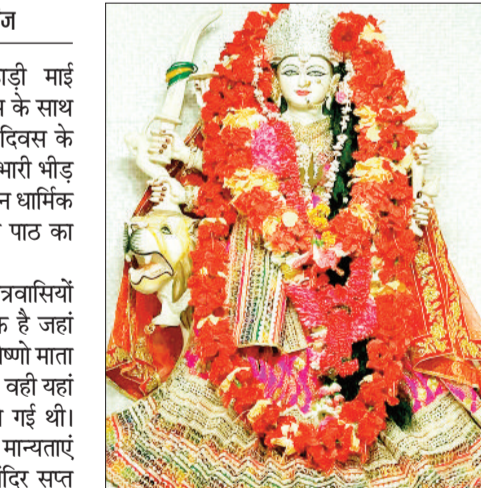 ज
ाड़ी माई
के साथ
दिवस के
भारी भीड़
न धार्मिक
पाठ का
त्रवासियों
है जहां
ष्णो माता
वही यहां
गई थी।
मान्यताएं
सप्त